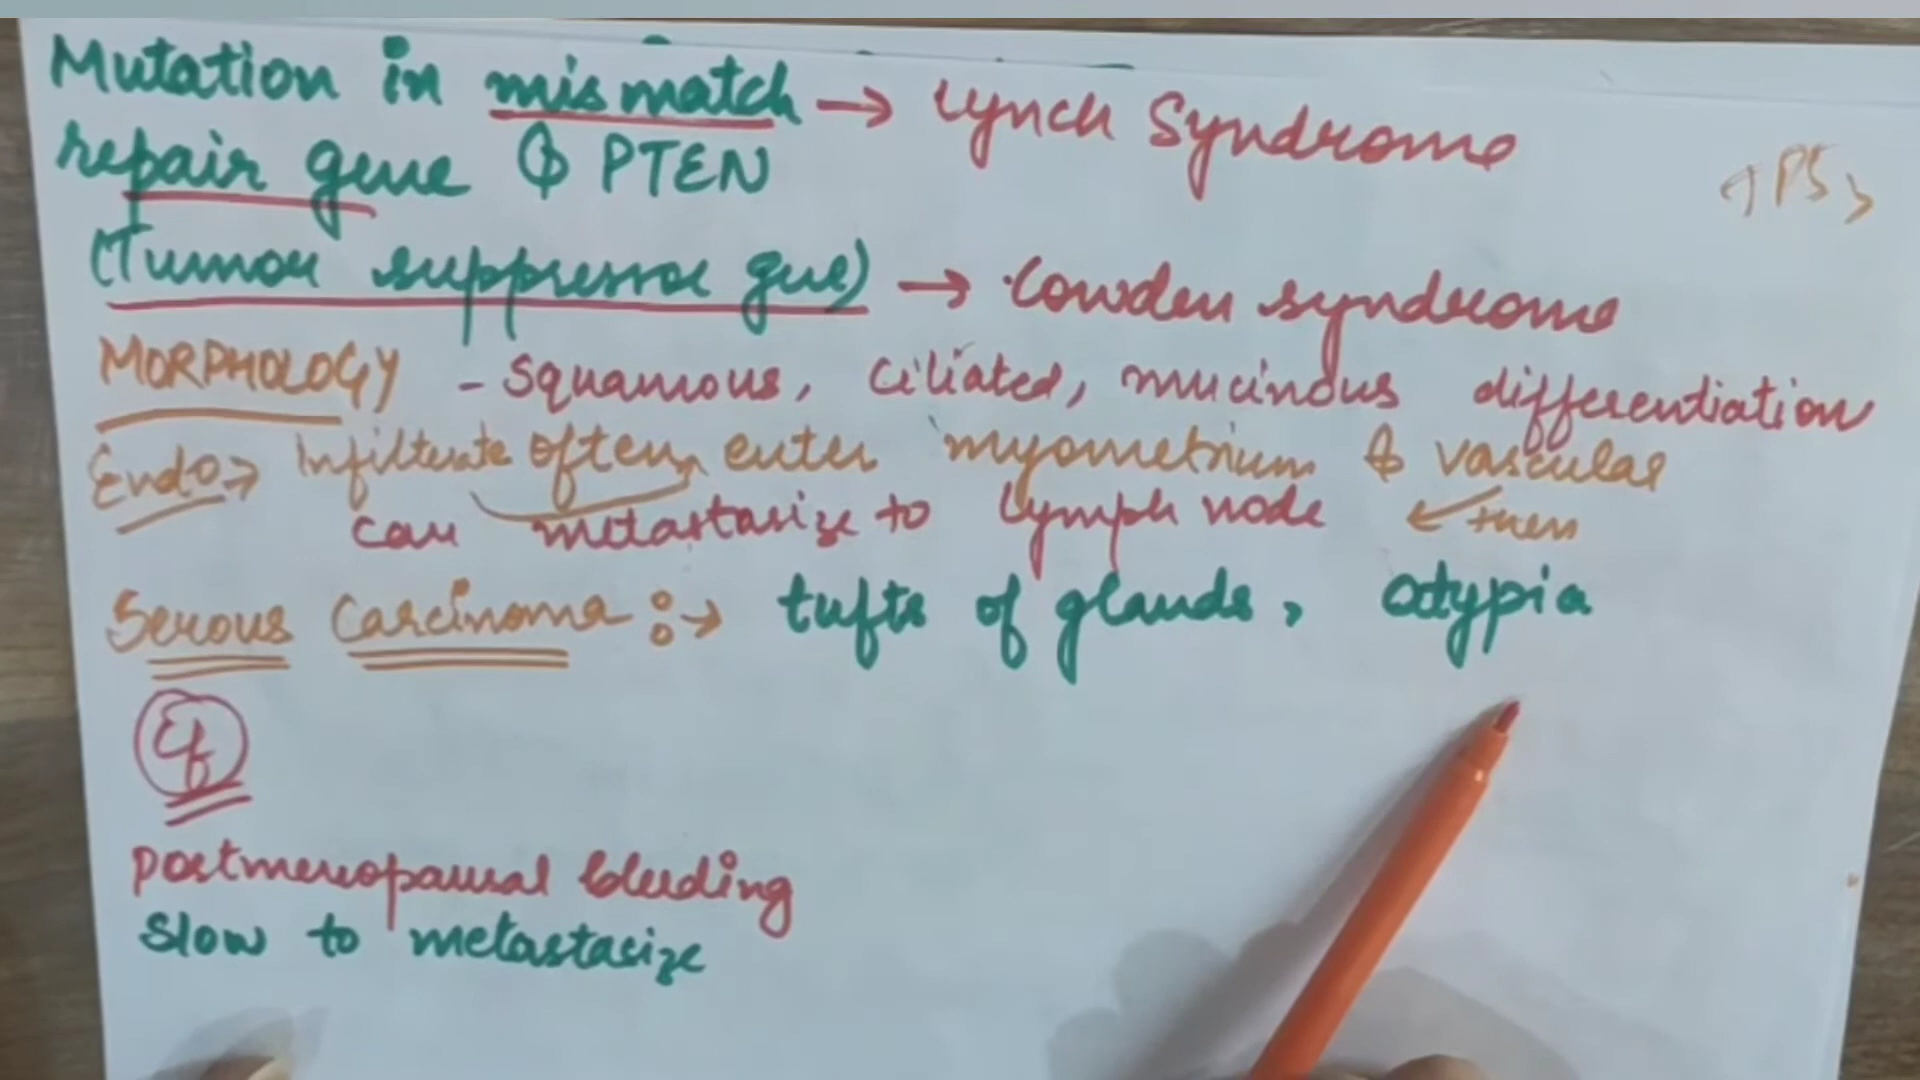 Mutation in mismatch → Lynch Syndrome
repair gene & PTEN
(Tumor suppressor gene) → Cowden syndrome
MORPHOLOGY - Squamous, Ciliated, mucinous differentiation
Endo → Infiltrate often enter myometrium & vascular
can metastasize to lymph node ← then
Serous Carcinoma :→ tufts of glands, atypia
Cf
Postmenopausal bleeding
Slow to metastasize